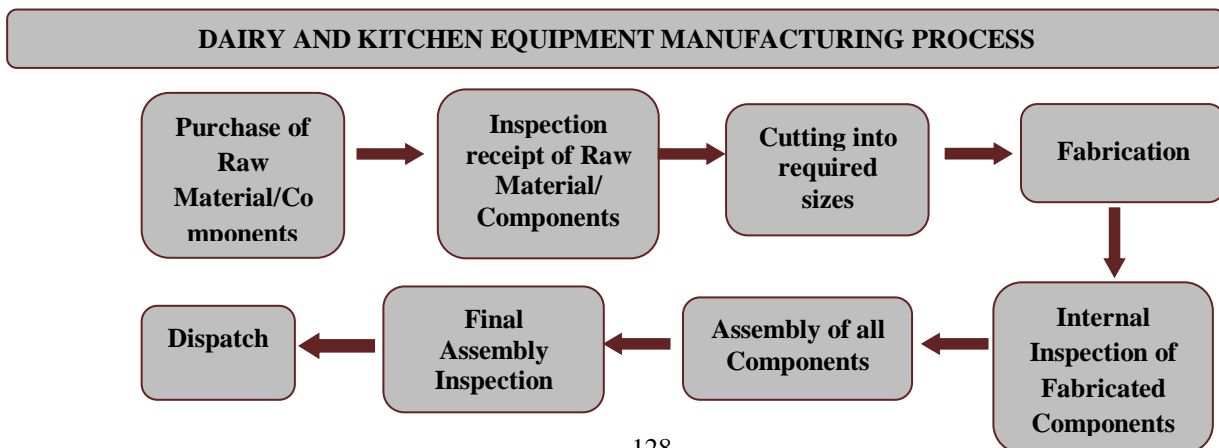 DAIRY AND KITCHEN EQUIPMENT MANUFACTURING PROCESS
Purchase of
Raw
Material/Co
mponents
Inspection
receipt of Raw
Material/
Components
Cutting into
required
sizes
Fabrication
Internal
Inspection of
Fabricated
Components
Assembly of all
Components
Final
Assembly
Inspection
Dispatch
128